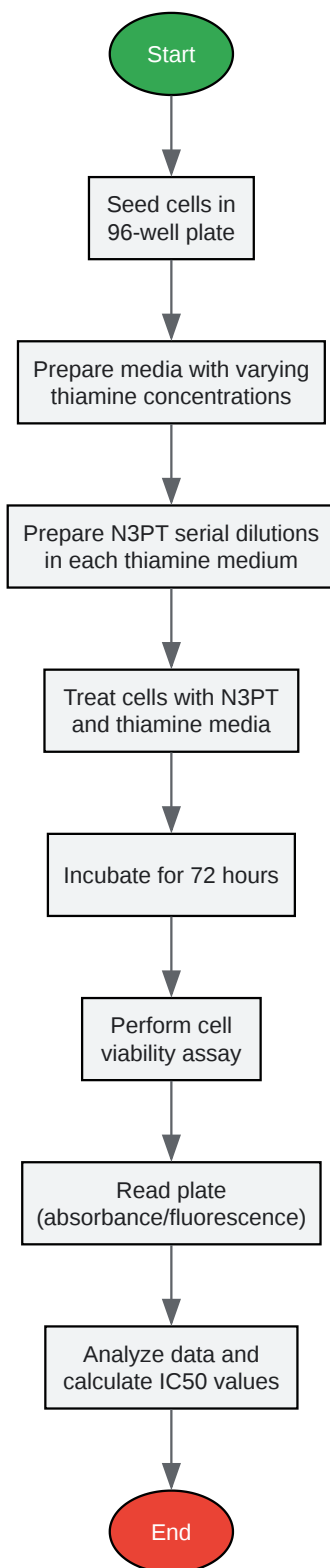 Start
Seed cells in
96-well plate
Prepare media with varying
thiamine concentrations
Prepare N3PT serial dilutions
in each thiamine medium
Treat cells with N3PT
and thiamine media
Incubate for 72 hours
Perform cell
viability assay
Read plate
(absorbance/fluorescence)
Analyze data and
calculate IC50 values
End